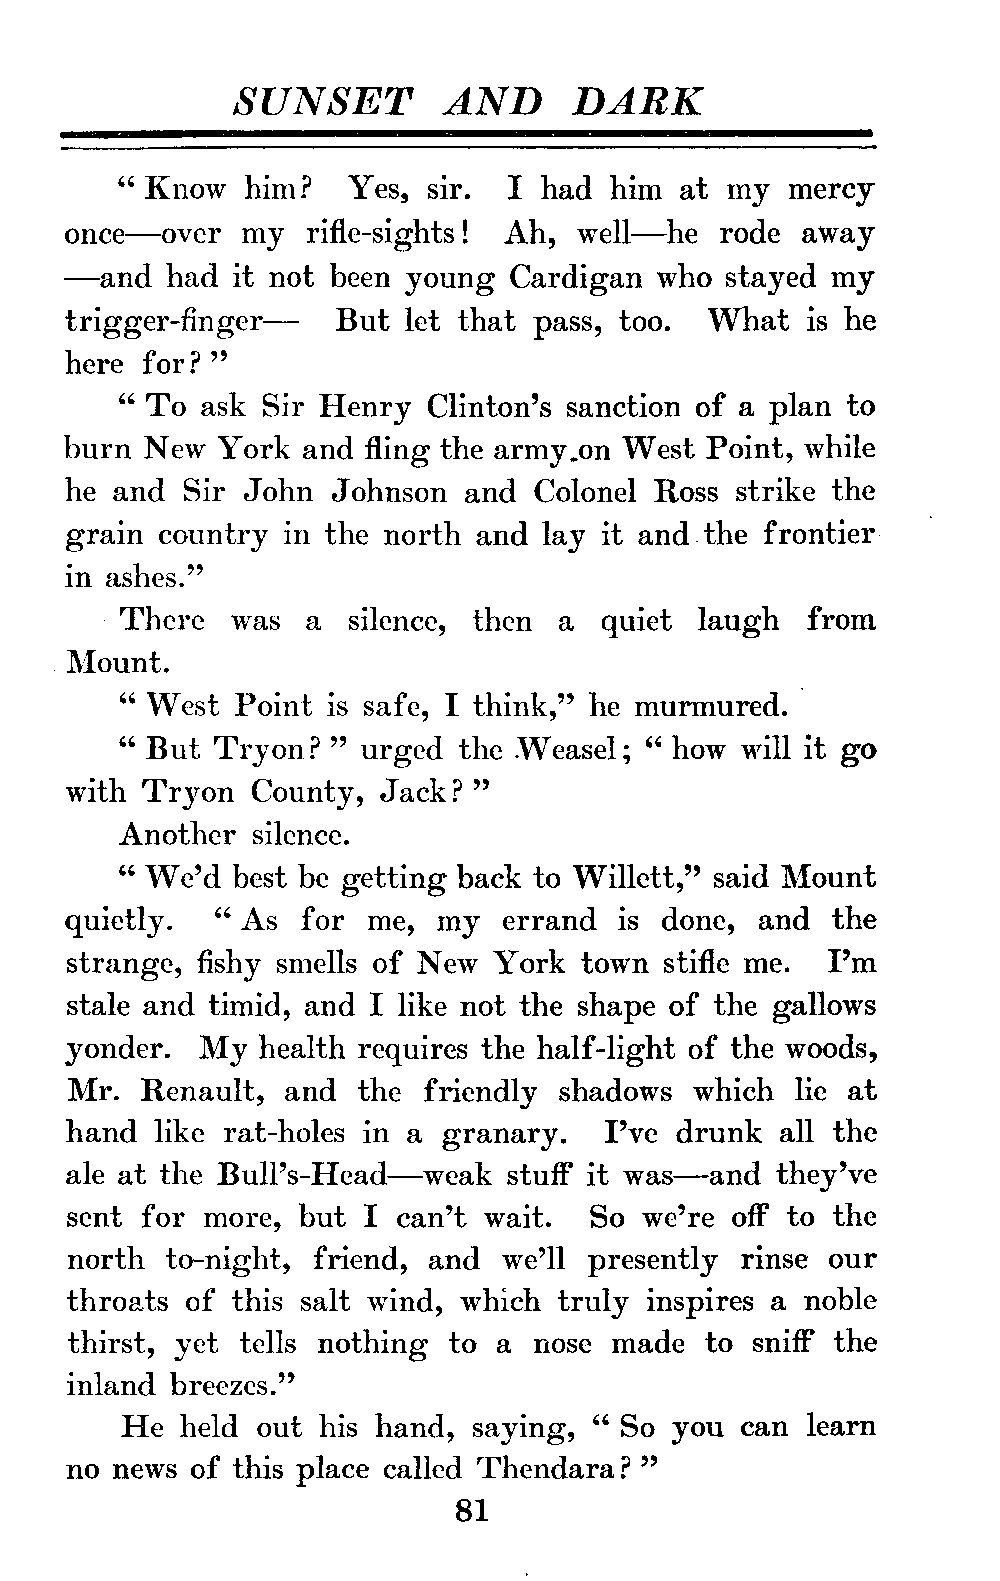 SUNSET AND DARK
“Know him? Yes, sir. I had him at my mercy
once—over my rifle-sights! Ah, well—he rode away
—and had it not been young Cardigan who stayed my
trigger-finger— But let that pass, too. What is he
here for?”
“To ask Sir Henry Clinton’s sanction of a plan to
burn New York and fling the army on West Point, while
he and Sir John Johnson and Colonel Ross strike the
grain country in the north and lay it and the frontier
in ashes.”
There was a silence, then a quiet laugh from
Mount.
“West Point is safe, I think,” he murmured.
“But Tryon?” urged the Weasel; “how will it go
with Tryon County, Jack?”
Another silence.
“We’d best be getting back to Willett,” said Mount
quietly. “As for me, my errand is done, and the
strange, fishy smells of New York town stifle me. I’m
stale and timid, and I like not the shape of the gallows
yonder. My health requires the half-light of the woods,
Mr. Renault, and the friendly shadows which lie at
hand like rat-holes in a granary. I’ve drunk all the
ale at the Bull’s-Head—weak stuff it was—and they’ve
sent for more, but I can’t wait. So we’re off to the
north to-night, friend, and we’ll presently rinse our
throats of this salt wind, which truly inspires a noble
thirst, yet tells nothing to a nose made to sniff the
inland breezes.”
He held out his hand, saying, “So you can learn
no news of this place called Thendara?”
81